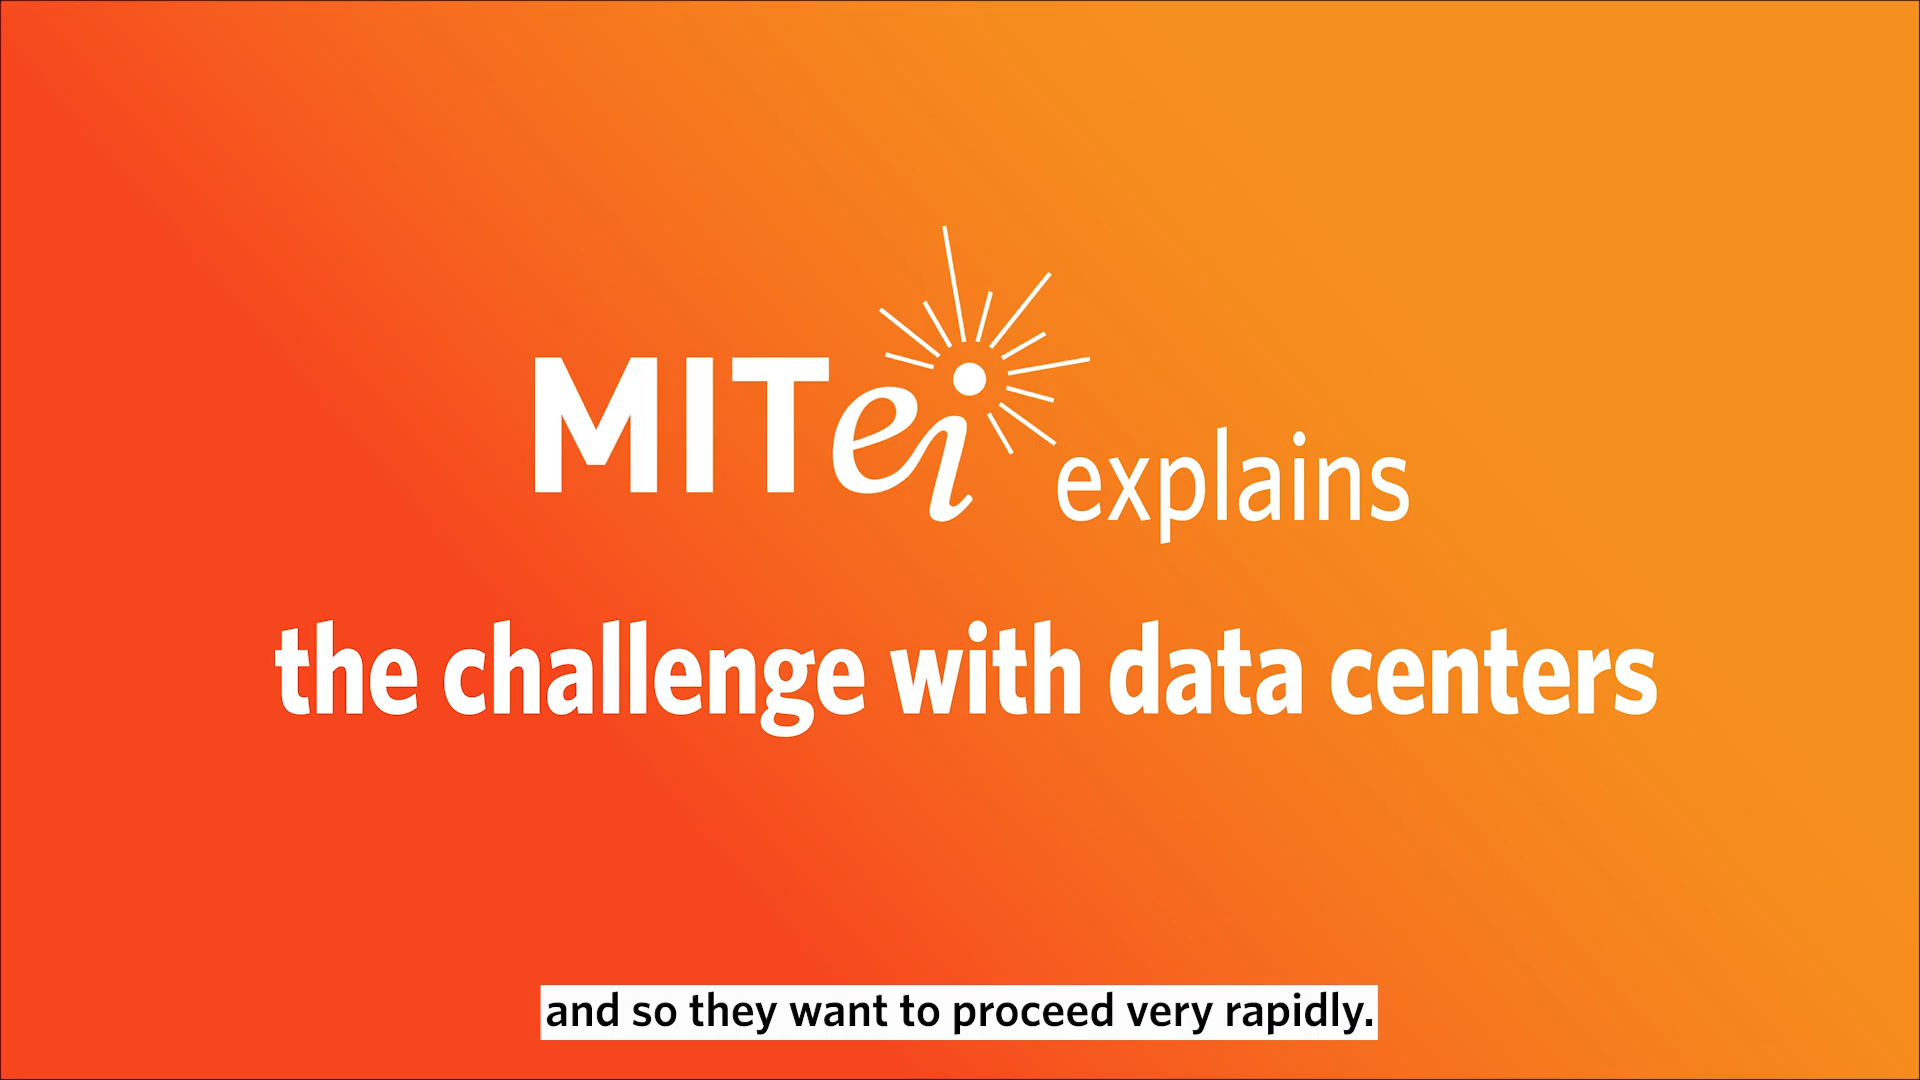 MITei explains
the challenge with data centers
and so they want to proceed very rapidly.